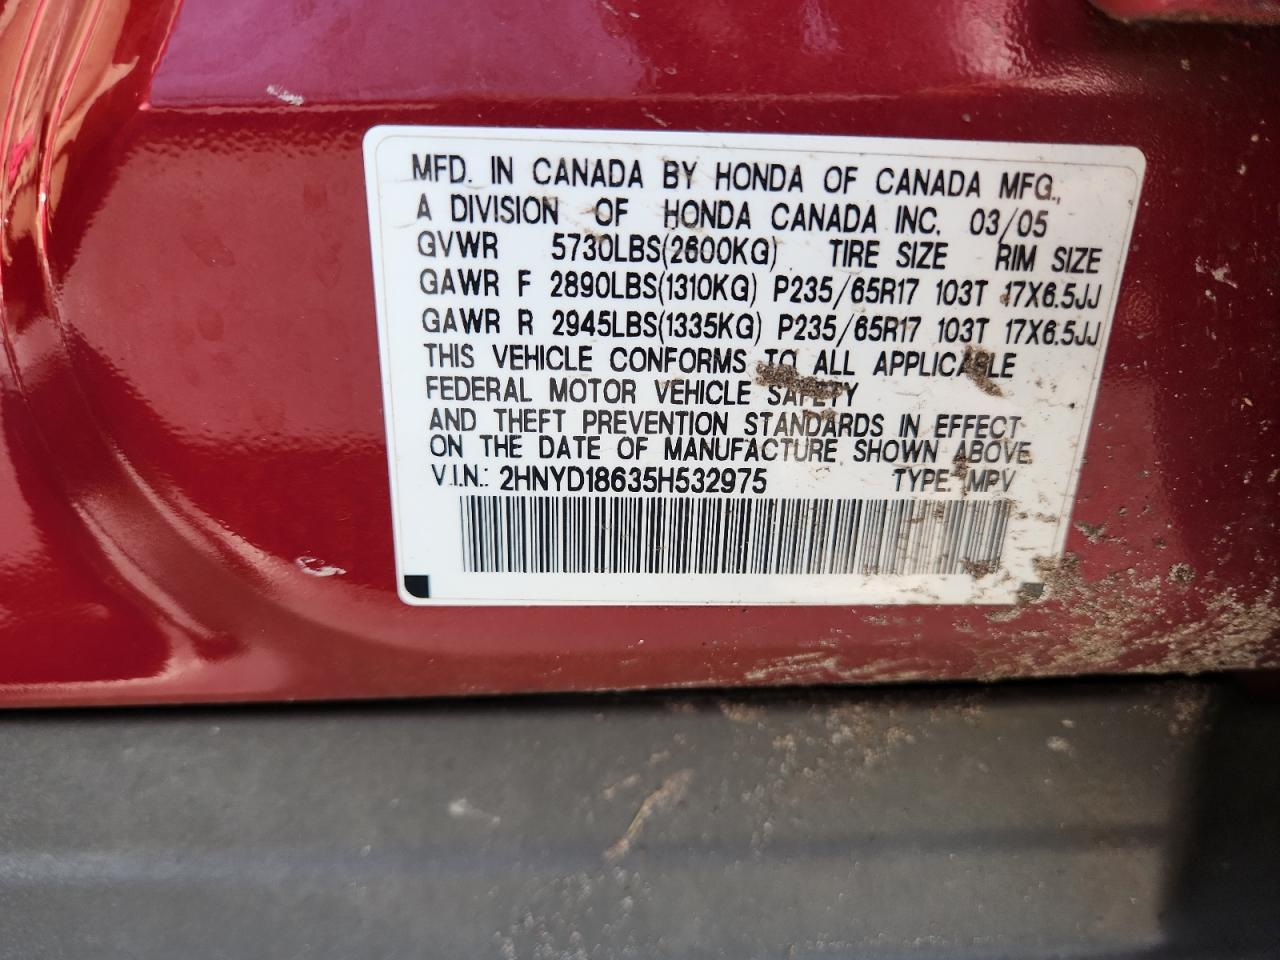 MFD. IN CANADA BY HONDA OF CANADA MFG.,
A DIVISION OF HONDA CANADA INC. 03/05
GVWR 5730LBS(2600KG) TIRE SIZE RIM SIZE
GAWR F 2890LBS(1310KG) P235/65R17 103T 17X6.5JJ
GAWR R 2945LBS(1335KG) P235/65R17 103T 17X6.5JJ
THIS VEHICLE CONFORMS TO ALL APPLICABLE
FEDERAL MOTOR VEHICLE SAFETY
AND THEFT PREVENTION STANDARDS IN EFFECT
ON THE DATE OF MANUFACTURE SHOWN ABOVE.
V.I.N.: 2HNYD18635H532975 TYPE: MPV